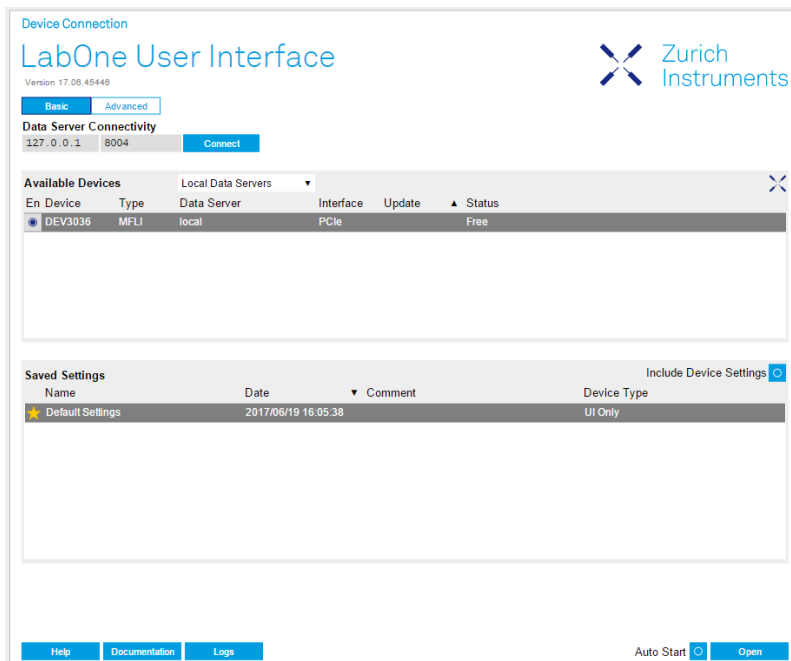 Device Connection
LabOne User Interface
Zurich
Instruments
Version 17.06.45446
Basic Advanced
Data Server Connectivity
127.0.0.1 8004 Connect
Available Devices Local Data Servers
En Device Type Data Server Interface Update Status
DEV3036 MFLI local PCIe Free
Saved Settings Include Device Settings
Name Date Comment Device Type
Default Settings 2017/06/19 16:05:38 UI Only
Help Documentation Logs Auto Start Open